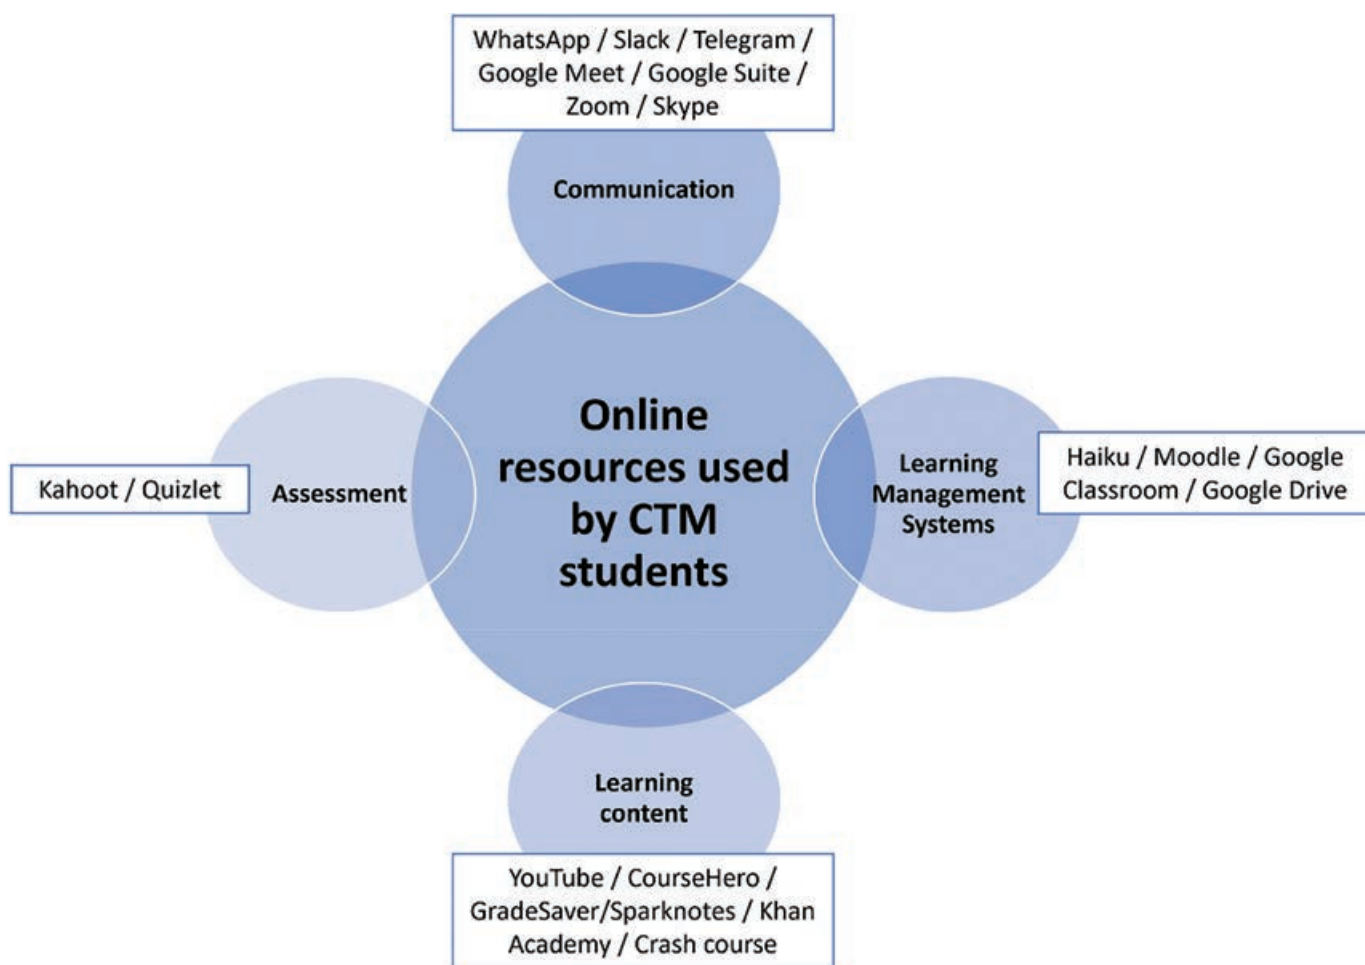 WhatsApp / Slack / Telegram /
Google Meet / Google Suite /
Zoom / Skype
Communication
Online
resources used
by CTM
students
Kahoot / Quizlet
Assessment
Learning
Management
Systems
Haiku / Moodle / Google
Classroom / Google Drive
Learning
content
YouTube / CourseHero /
GradeSaver/Sparknotes / Khan
Academy / Crash course